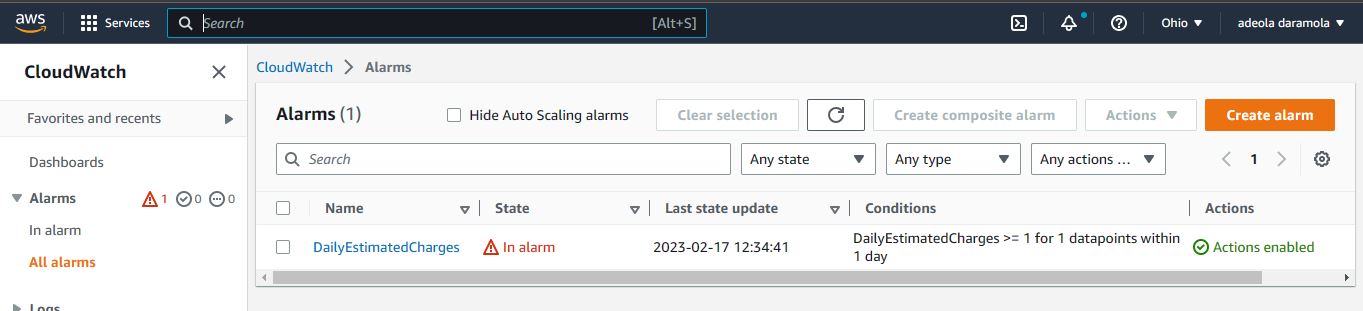 aws
Services
Search
[Alt+S]
Ohio
adeola daramola
CloudWatch
CloudWatch
Alarms
Favorites and recents
Dashboards
Alarms
1
0
0
In alarm
All alarms
Logs
Alarms (1)
Hide Auto Scaling alarms
Clear selection
Create composite alarm
Actions
Create alarm
Search
Any state
Any type
Any actions ...
1
Name
State
Last state update
Conditions
Actions
DailyEstimatedCharges
In alarm
2023-02-17 12:34:41
DailyEstimatedCharges >= 1 for 1 datapoints within
1 day
Actions enabled